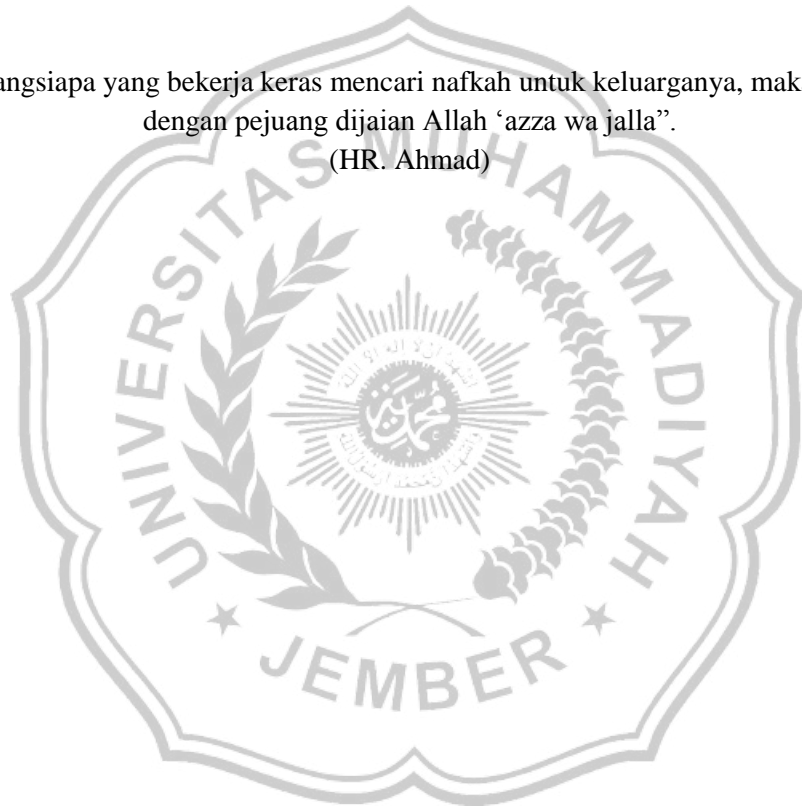 angsiapa yang bekerja keras mencari nafkah untuk keluarganya, mak
dengan pejuang dijaian Allah ‘azza wa jalla”.
(HR. Ahmad)
UNIVERSITAS MUHAMMADIYAH
JEMBER